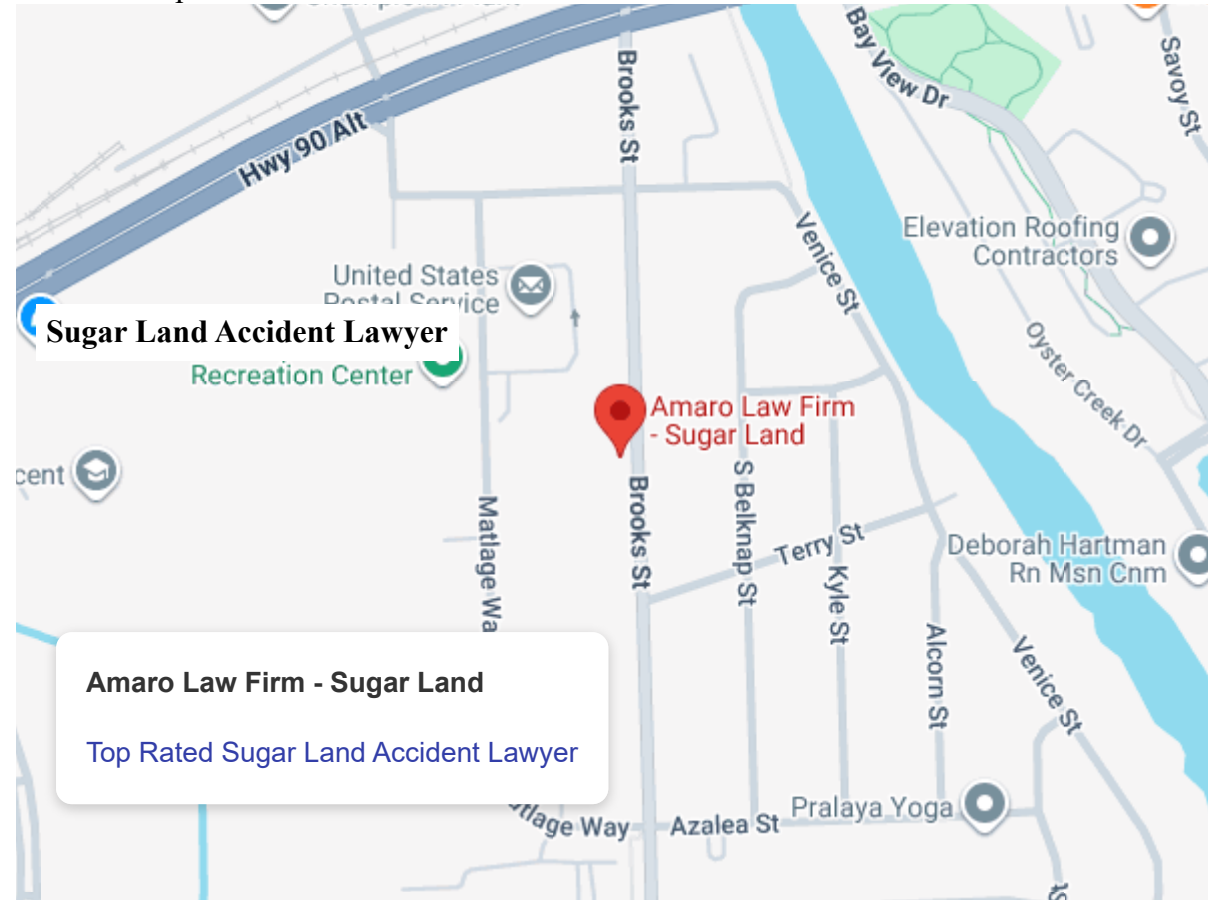 Hwy 90 Alt
Brooks St
Bay View Dr
Savoy St
Venice St
Elevation Roofing
Contractors
United States
Postal Service
Sugar Land Accident Lawyer
Recreation Center
Oyster Creek Dr
Amaro Law Firm
- Sugar Land
cent
Matlage Wa
Brooks St
S Belknap St
Terry St
Kyle St
Deborah Hartman
Rn Msn Cnm
Alcorn St
Venice St
Amaro Law Firm - Sugar Land
Top Rated Sugar Land Accident Lawyer
tlage Way
Azalea St
Pralaya Yoga